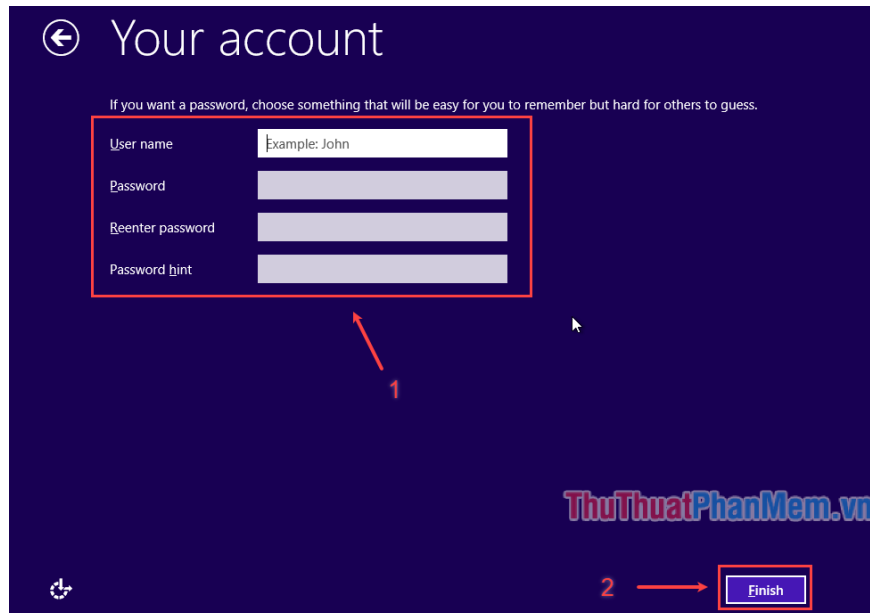 Your account
If you want a password, choose something that will be easy for you to remember but hard for others to guess.
User name
Example: John
Password
Reenter password
Password hint
1
ThuThuatPhanMem.vn
2
Finish